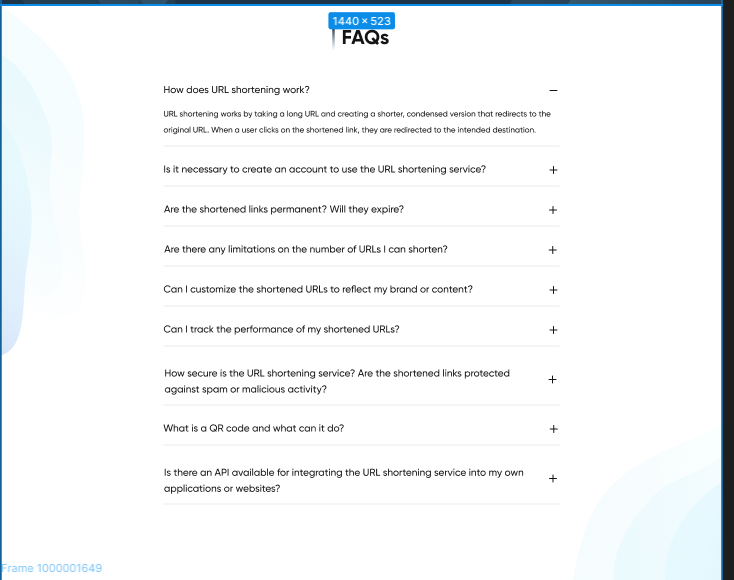 1440 × 523
FAQs
How does URL shortening work?
URL shortening works by taking a long URL and creating a shorter, condensed version that redirects to the
original URL. When a user clicks on the shortened link, they are redirected to the intended destination.
Is it necessary to create an account to use the URL shortening service?
Are the shortened links permanent? Will they expire?
Are there any limitations on the number of URLs I can shorten?
Can I customize the shortened URLs to reflect my brand or content?
Can I track the performance of my shortened URLs?
How secure is the URL shortening service? Are the shortened links protected
against spam or malicious activity?
What is a QR code and what can it do?
Is there an API available for integrating the URL shortening service into my own
applications or websites?
Frame 1000001649